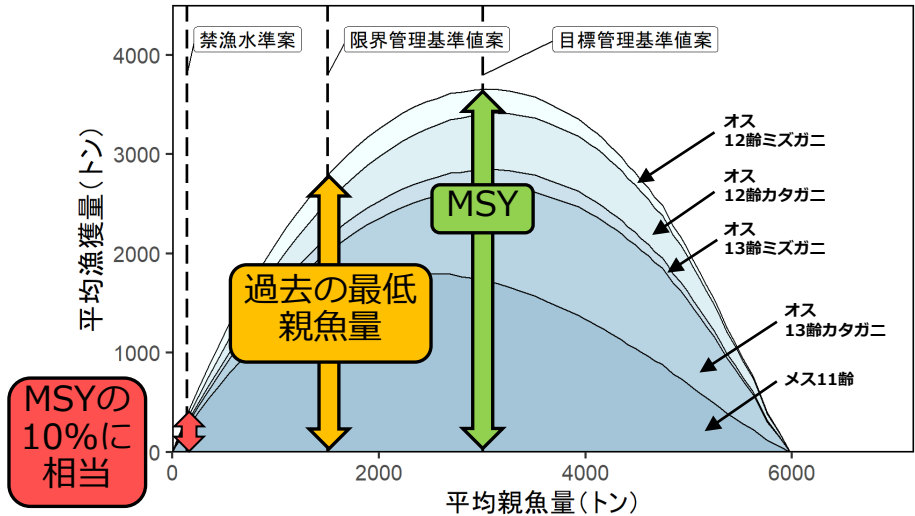 禁漁水準案
限界管理基準値案
目標管理基準値案
4000
3000
2000
1000
0
平均漁獲量(トン)
オス
12齢ミズガニ
オス
12齢カタガニ
オス
13齢ミズガニ
オス
13齢カタガニ
メス11齢
MSY
過去の最低
親魚量
MSYの
10%に
相当
0
2000
4000
6000
平均親魚量(トン)